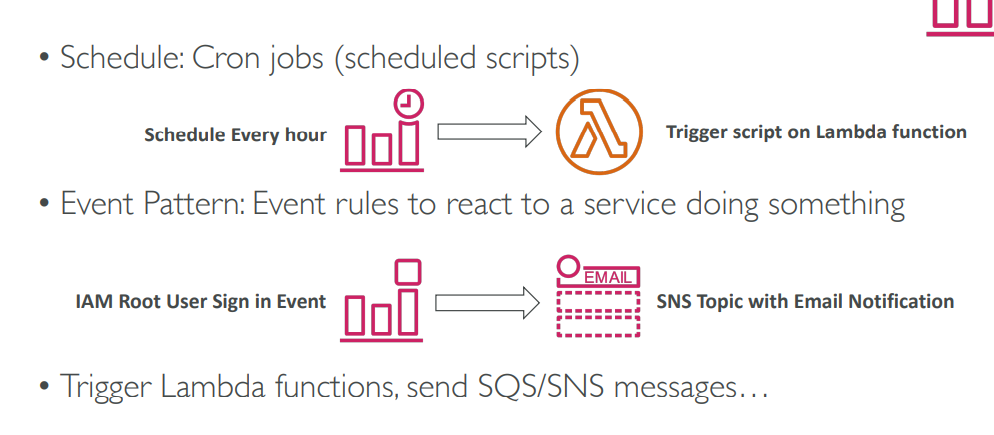 • Schedule: Cron jobs (scheduled scripts)
Schedule Every hour
Trigger script on Lambda function
• Event Pattern: Event rules to react to a service doing something
IAM Root User Sign in Event
EMAIL
SNS Topic with Email Notification
• Trigger Lambda functions, send SQS/SNS messages…